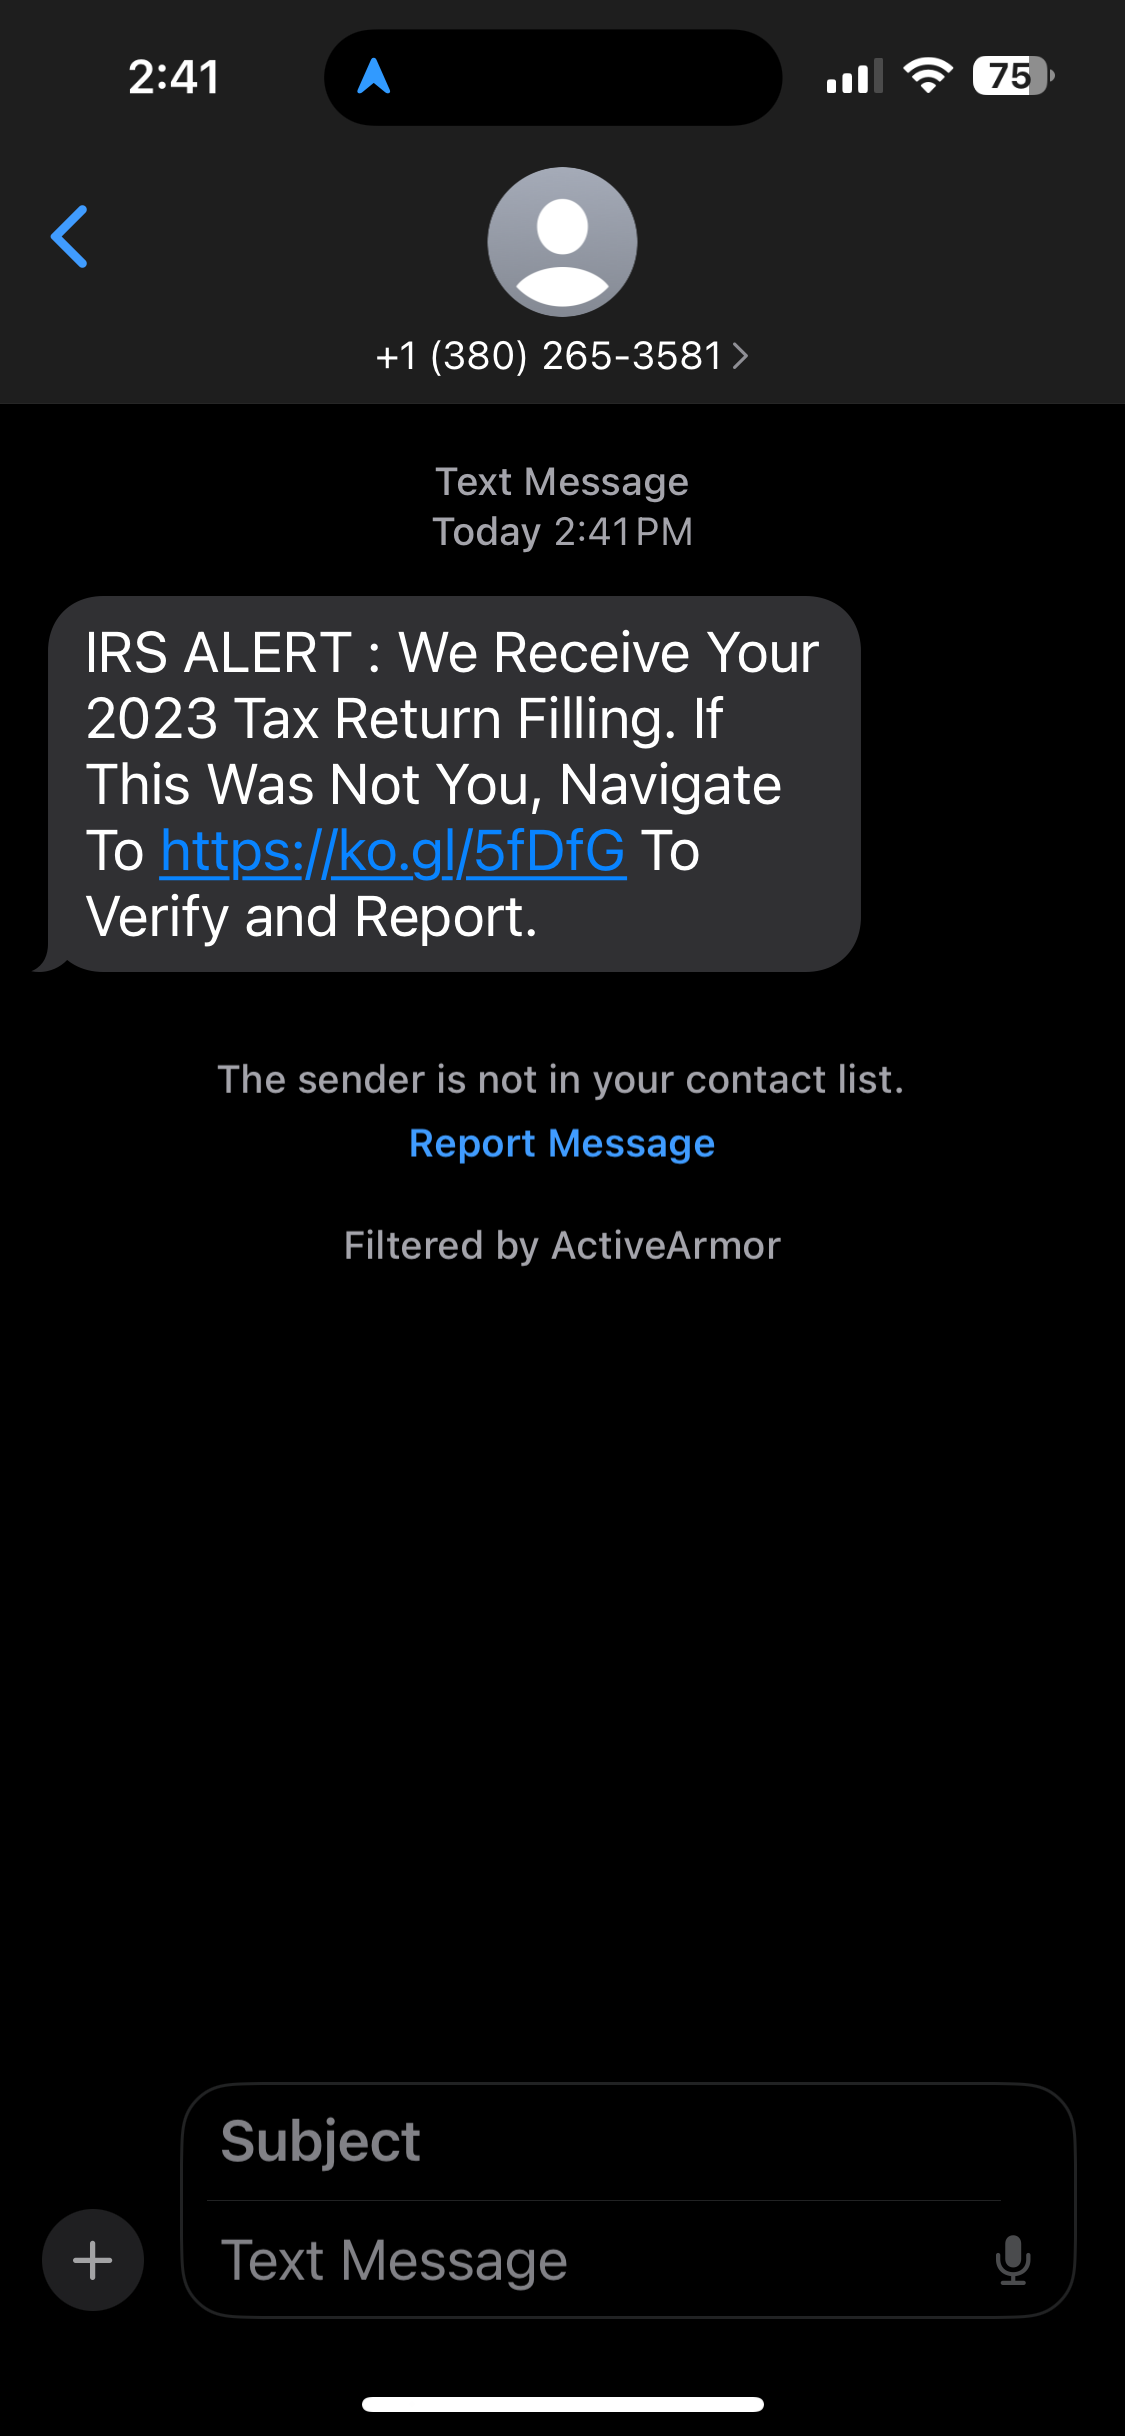 2:41
75
+1 (380) 265-3581
Text Message
Today 2:41 PM
IRS ALERT : We Receive Your
2023 Tax Return Filling. If
This Was Not You, Navigate
To https://ko.gl/5fDfG To
Verify and Report.
The sender is not in your contact list.
Report Message
Filtered by ActiveArmor
Subject
Text Message